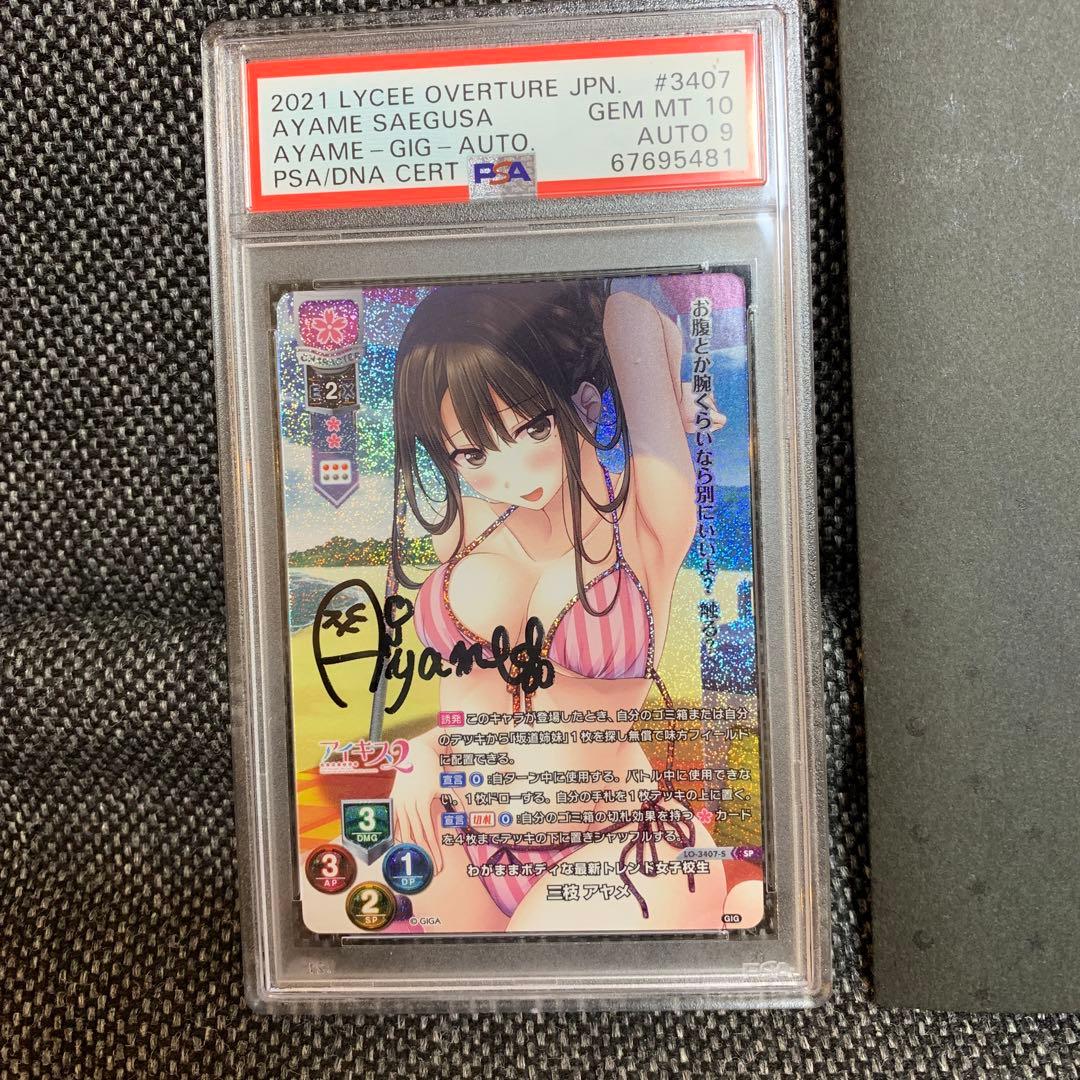 2021 LYCEE OVERTURE JPN. #3407
AYAME SAEGUSA GEM MT 10
AYAME-GIG-AUTO. AUTO 9
PSA/DNA CERT PSA 67695481
お腹とか腕くらいなら別にいいよ? 触る?
2
Ayame
誘発 このキャラが登場したとき、自分のゴミ箱または自分
のデッキから「坂道姉妹」1枚を探し無償で味方フィールド
に配置できる。
宣言 0:自ターン中に使用する。バトル中に使用できな
い。1枚ドローする。自分の手札を1枚デッキの上に置く。
宣言 切札 0:自分のゴミ箱の切札効果を持つカード
を4枚までデッキの下に置きシャッフルする。
アイキス2
3
DMG
3
AP
1
DP
2
SP
LO-3407-S SP
わがままボディな最新トレンド女子校生
三枝 アヤメ
© GIGA
GIG